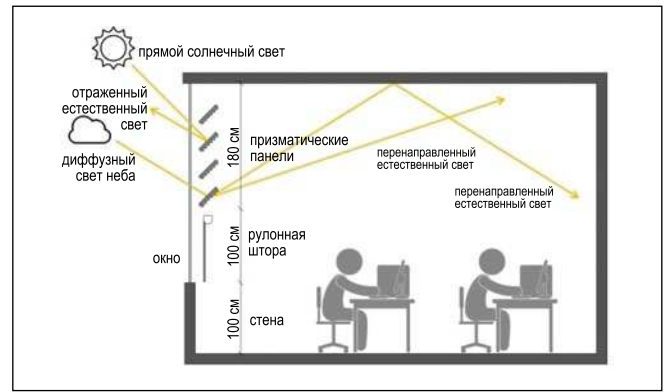 прямой солнечный свет
отраженный
естественный
свет
диффузный
свет неба
180 см
призматические
панели
перенаправленный
естественный свет
перенаправленный
естественный свет
окно
100 см
рулонная
штора
100 см
стена